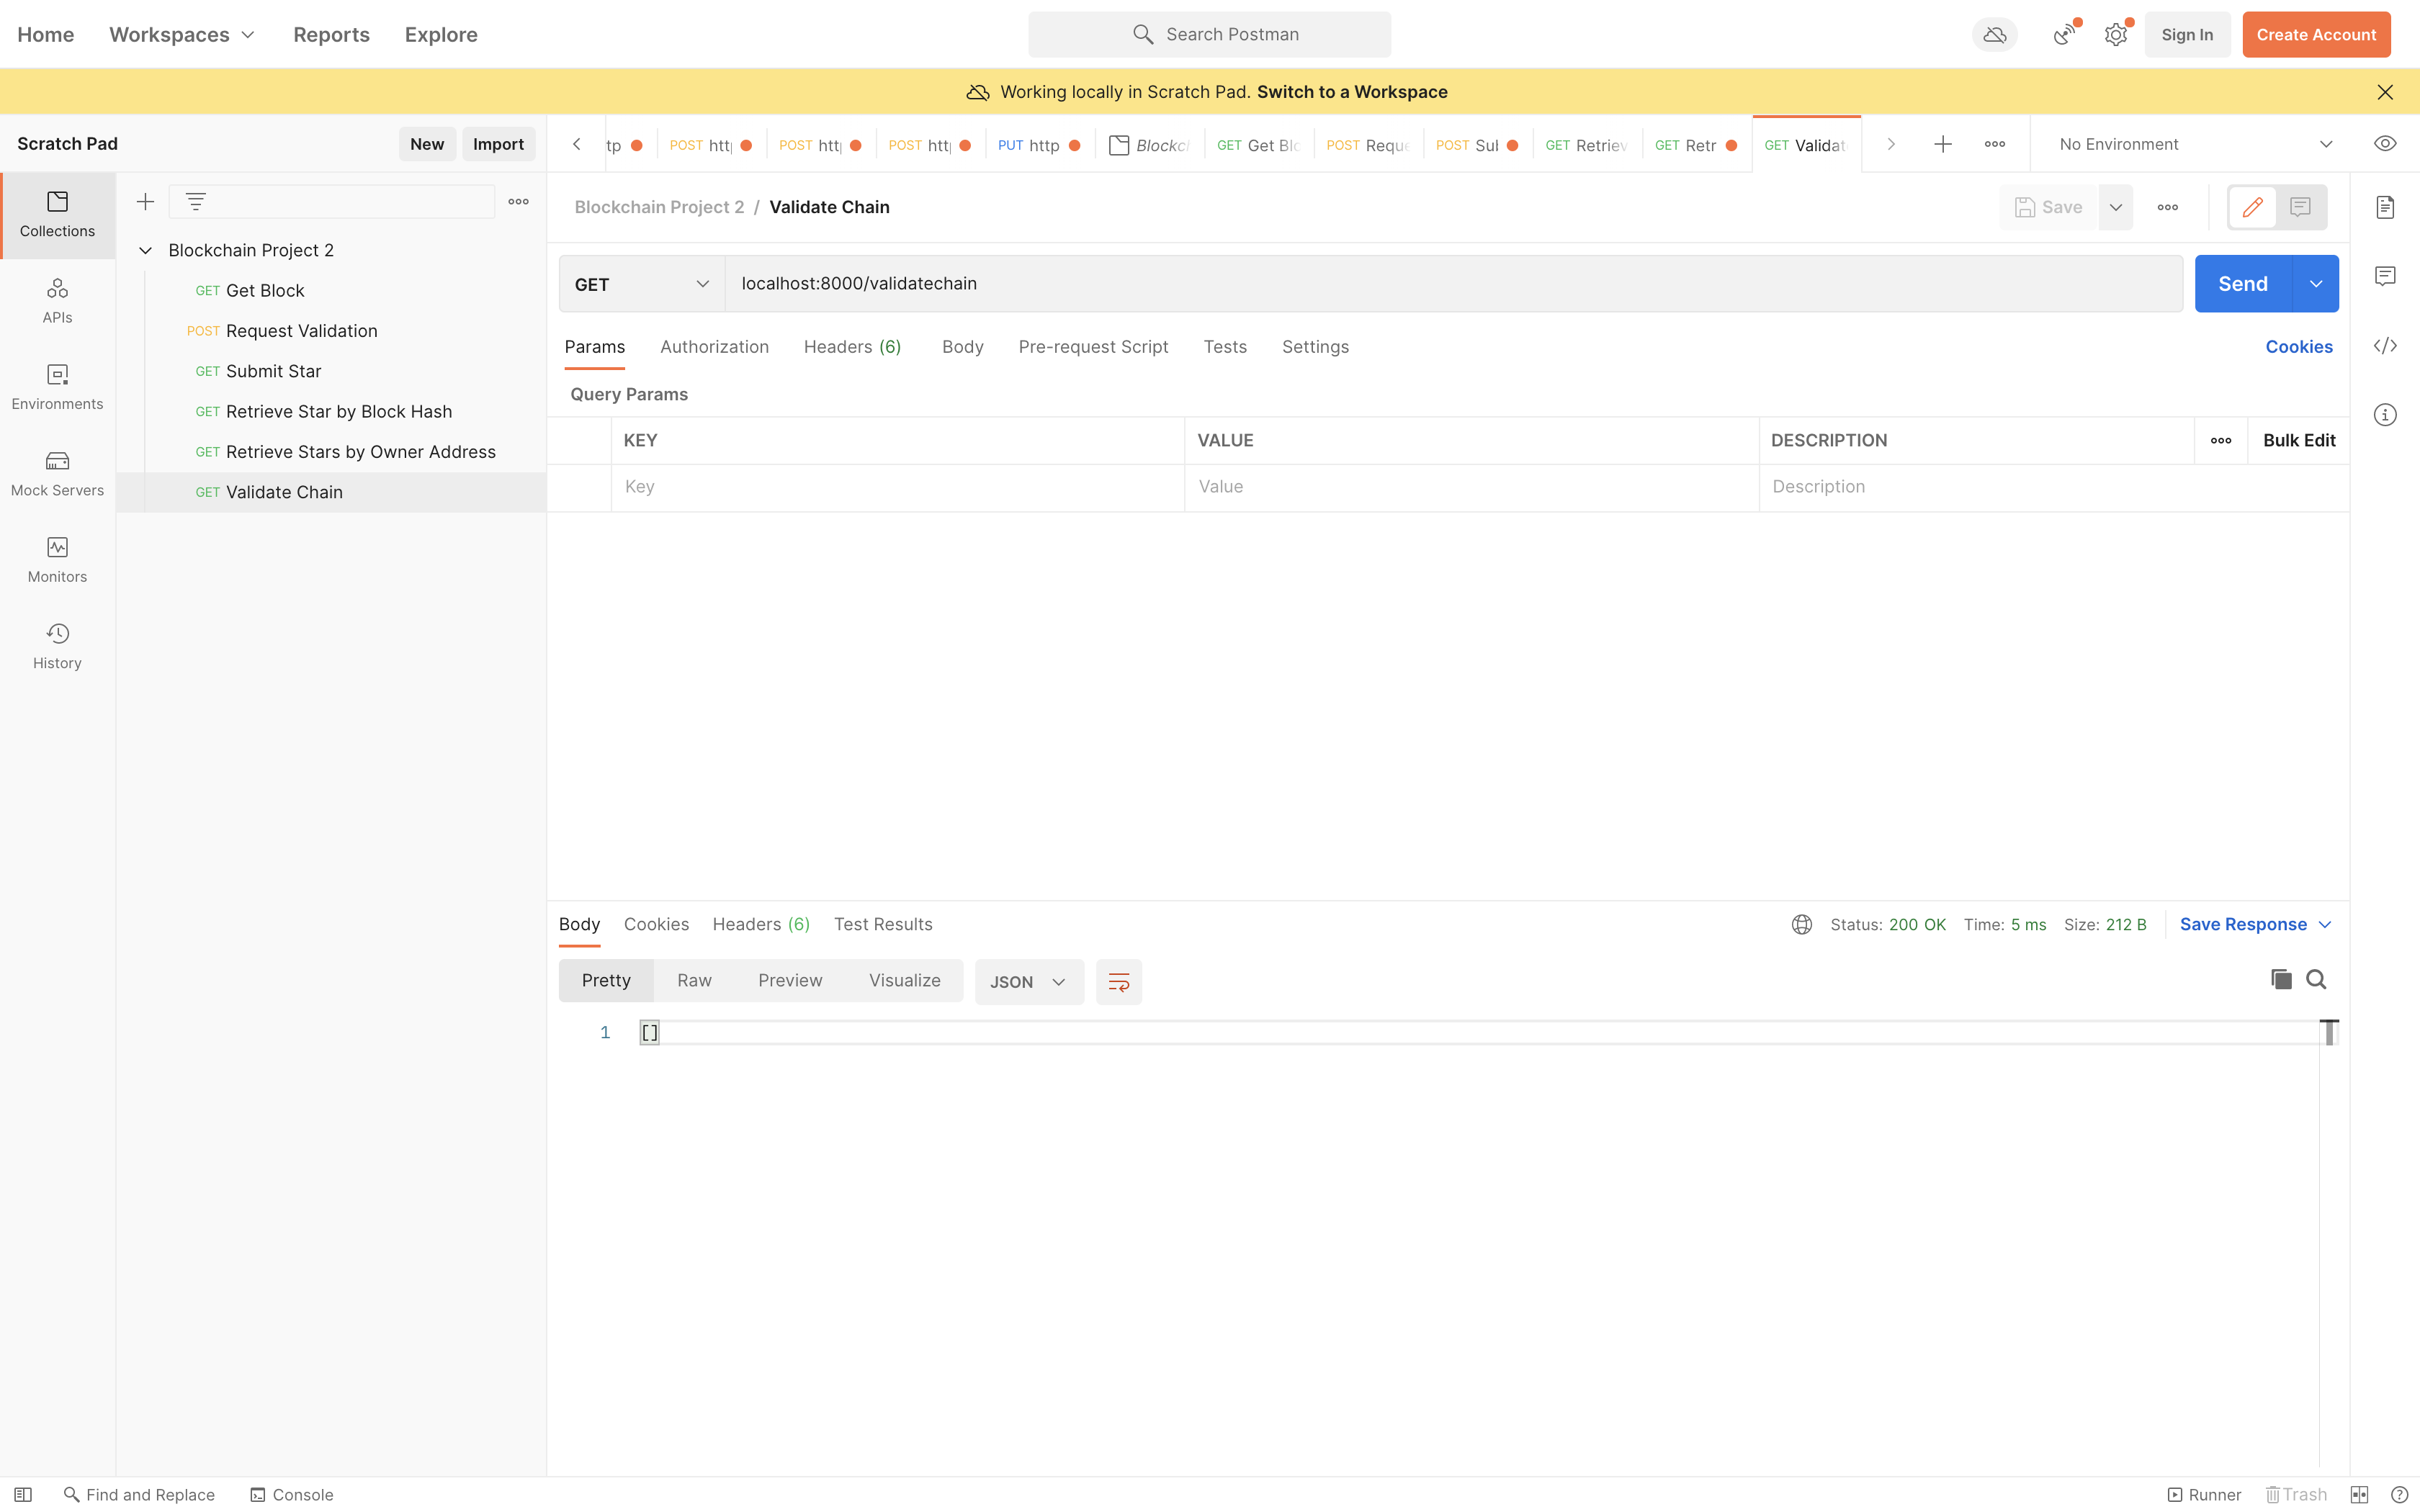 Home Workspaces Reports Explore Search Postman Sign In Create Account
Working locally in Scratch Pad. Switch to a Workspace
Scratch Pad New Import
tp POST htt POST htt POST htt PUT http Blockc GET Get Blo POST Reque POST Sul GET Retriev GET Retr GET Validat No Environment
Collections
APIs
Environments
Mock Servers
Monitors
History
Blockchain Project 2
GET Get Block
POST Request Validation
GET Submit Star
GET Retrieve Star by Block Hash
GET Retrieve Stars by Owner Address
GET Validate Chain
Blockchain Project 2 / Validate Chain Save
GET localhost:8000/validatechain Send
Params Authorization Headers (6) Body Pre-request Script Tests Settings Cookies
Query Params
KEY VALUE DESCRIPTION Bulk Edit
Key Value Description
Body Cookies Headers (6) Test Results Status: 200 OK Time: 5 ms Size: 212 B Save Response
Pretty Raw Preview Visualize JSON
1 []
Find and Replace Console Runner Trash